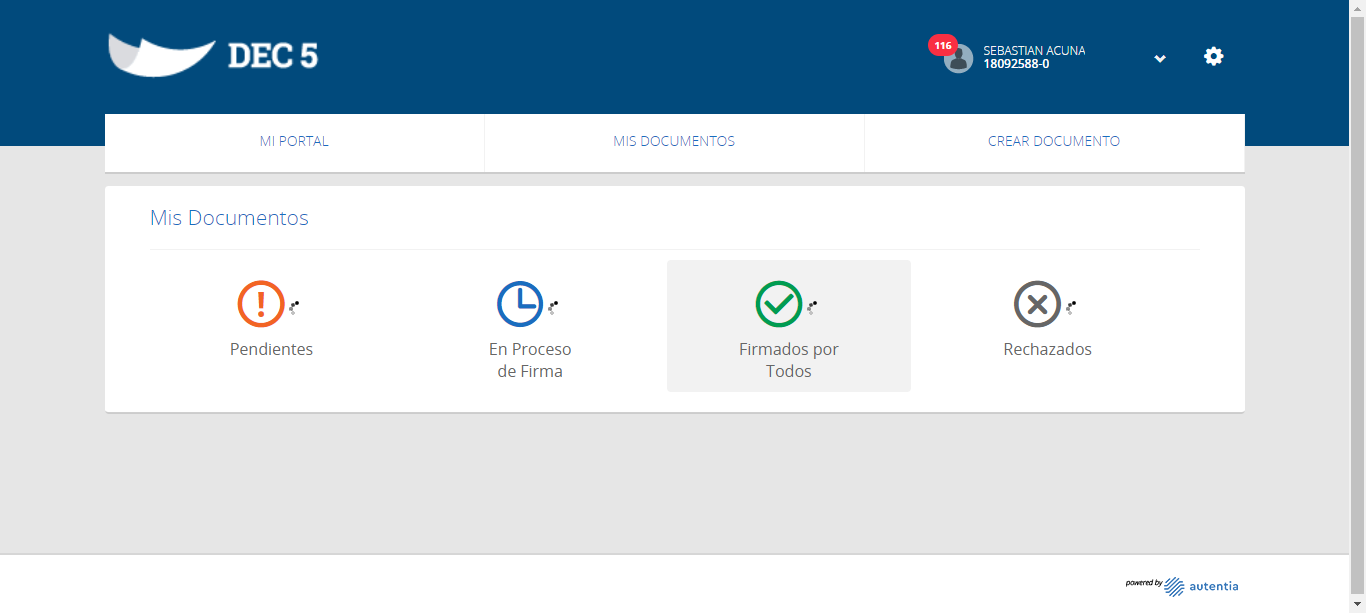 DEC 5
116
SEBASTIAN ACUNA
18092588-0
MI PORTAL
MIS DOCUMENTOS
CREAR DOCUMENTO
Mis Documentos
Pendientes
En Proceso
de Firma
Firmados por
Todos
Rechazados
powered by
autentia